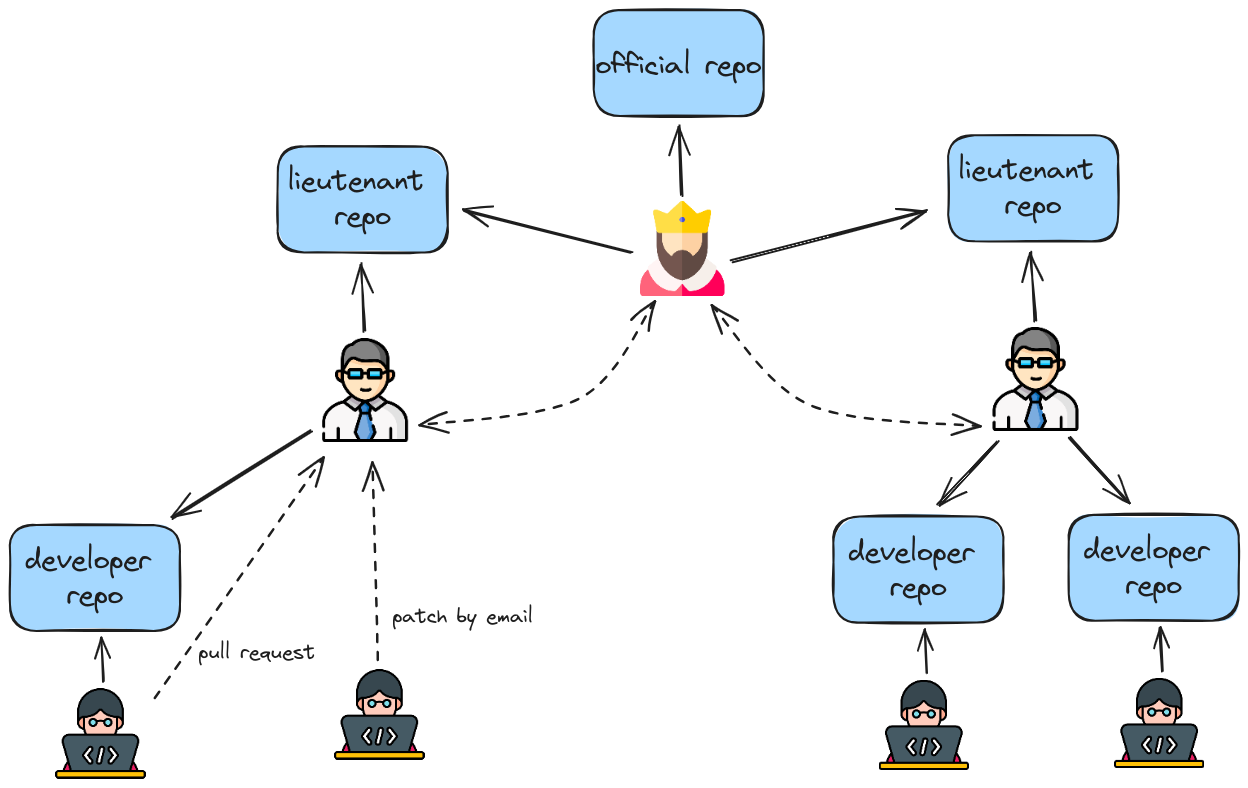 official repo
lieutenant
repo
lieutenant
repo
developer
repo
developer
repo
developer
repo
patch by email
pull request
</>
</>
</>
</>